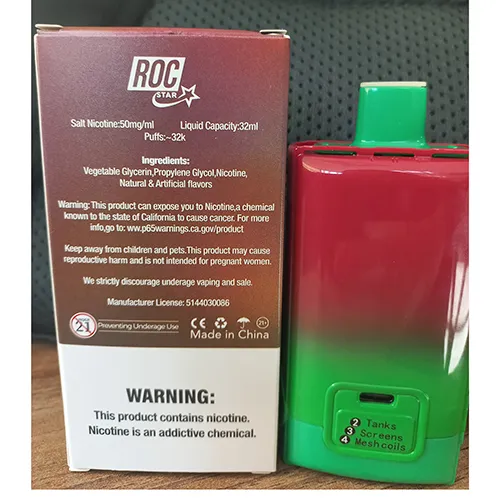 ROC
STAR
Salt Nicotine:50mg/ml Liquid Capacity:32ml
Puffs:~32k
Ingredients:
Vegetable Glycerin,Propylene Glycol,Nicotine,
Natural & Artificial flavors
Warning: This product can expose you to Nicotine,a chemical
known to the state of California to cause cancer. For more
info,go to: ww.p65warnings.ca.gov/product
Keep away from children and pets.This product may cause
reproductive harm and is not intended for pregnant women.
We strictly discourage underage vaping and sale.
Manufacturer License: 5144030086
21 Preventing Underage Use
CE 21+
Made in China
WARNING:
This product contains nicotine.
Nicotine is an addictive chemical.
2 Tanks
3 Screens
4 Mesh coils